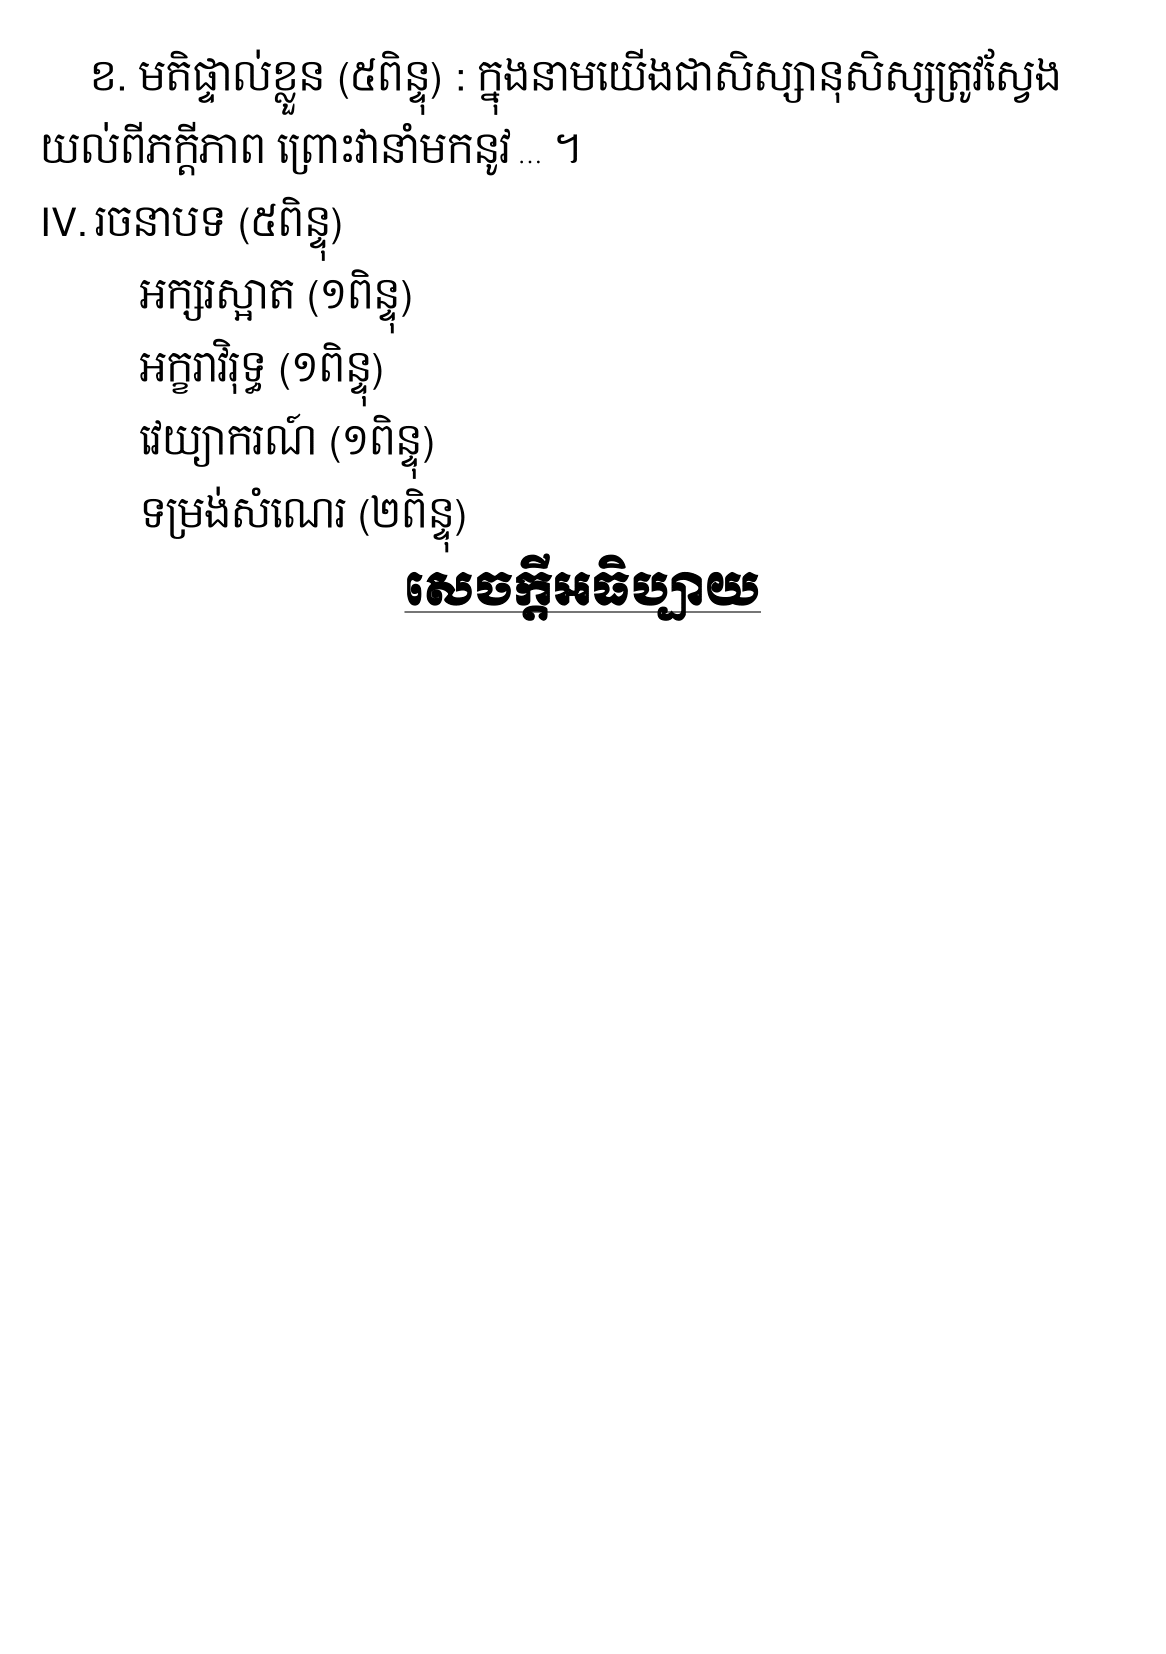 ខ. មតិផ្ទាល់ខ្លួន (៥ពិន្ទុ) : ក្នុងនាមយើងជាសិស្សានុសិស្សត្រូវស្វែង
យល់ពីភក្តីភាព ព្រោះវានាំមកនូវ ... ។
IV. រចនាបទ (៥ពិន្ទុ)
អក្សរស្អាត (១ពិន្ទុ)
អក្ខរាវិរុទ្ធ (១ពិន្ទុ)
វេយ្យាករណ៍ (១ពិន្ទុ)
ទម្រង់សំណេរ (២ពិន្ទុ)
សេចក្តីអធិប្បាយ